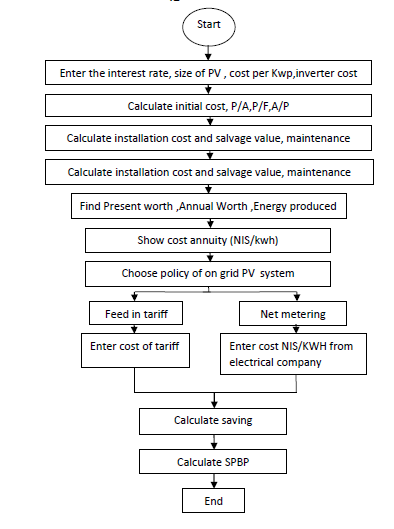 Start
Enter the interest rate, size of PV , cost per Kwp,inverter cost
Calculate initial cost, P/A,P/F,A/P
Calculate installation cost and salvage value, maintenance
Calculate installation cost and salvage value, maintenance
Find Present worth ,Annual Worth ,Energy produced
Show cost annuity (NIS/kwh)
Choose policy of on grid PV system
Feed in tariff
Net metering
Enter cost of tariff
Enter cost NIS/KWH from
electrical company
Calculate saving
Calculate SPBP
End